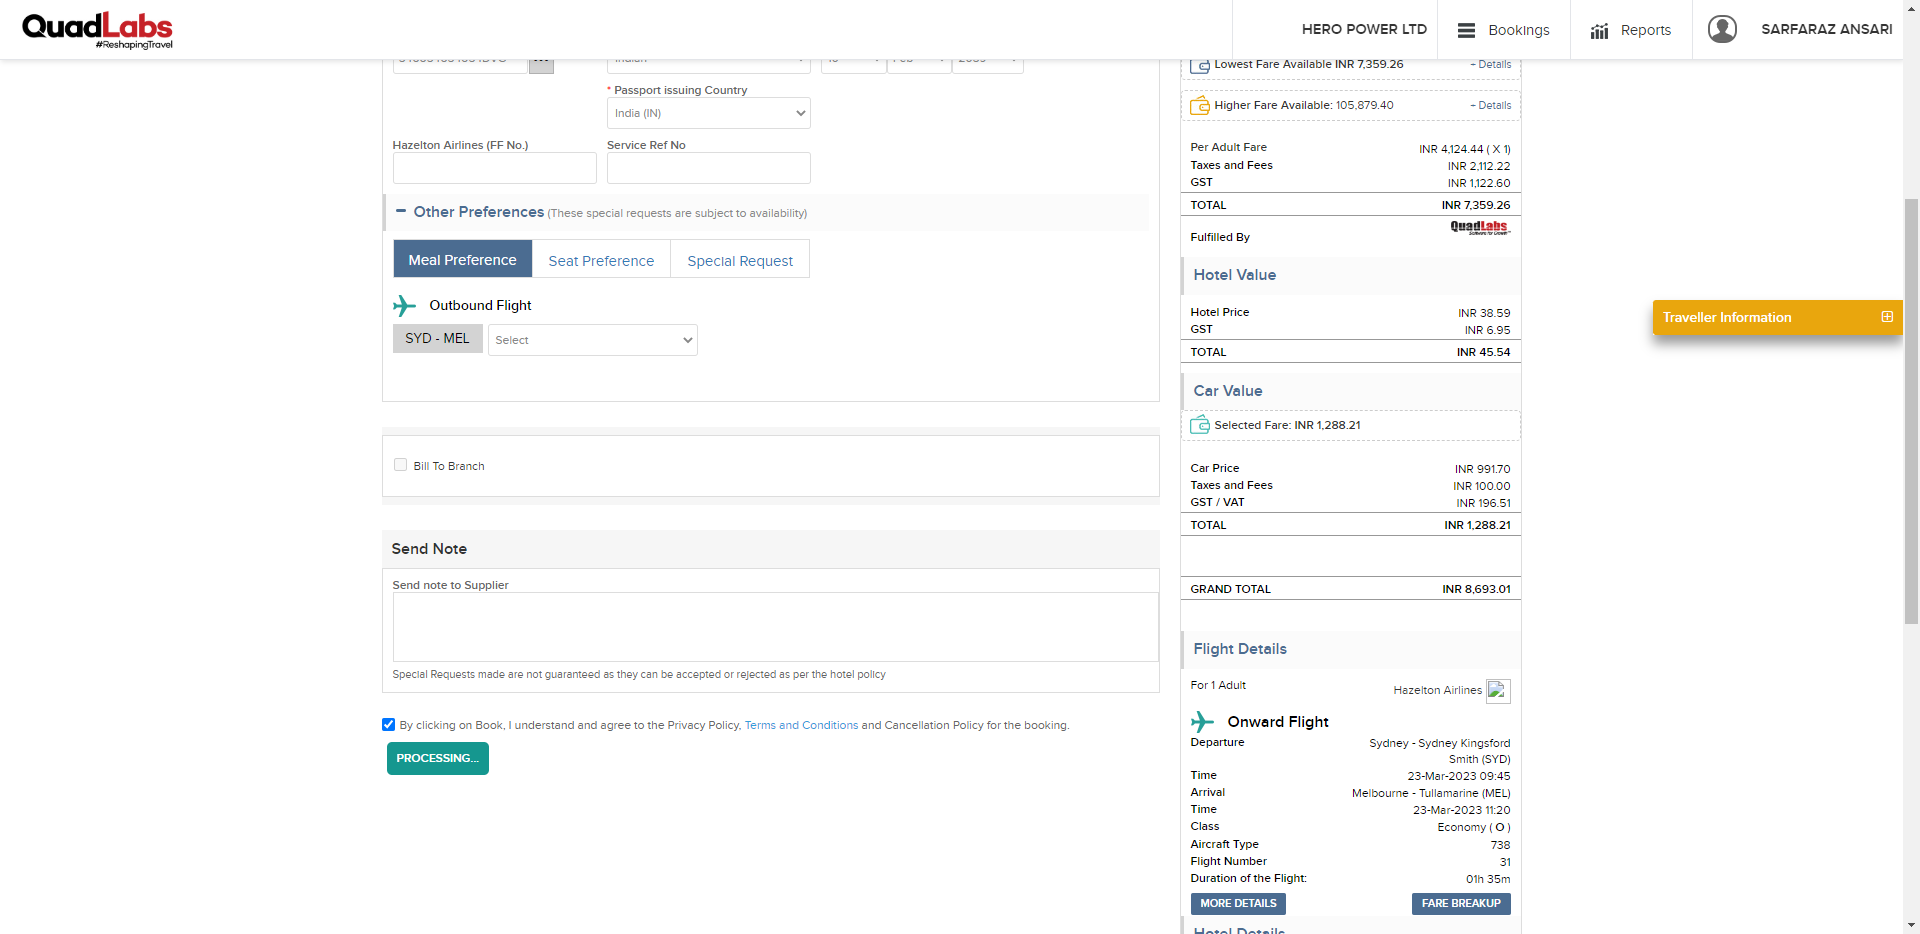 QuadLabs
#ReshapingTravel
HERO POWER LTD
Bookings
Reports
SARFARAZ ANSARI
* Passport issuing Country
India (IN)
Hazelton Airlines (FF No.)
Service Ref No
Other Preferences (These special requests are subject to availability)
Meal Preference
Seat Preference
Special Request
Outbound Flight
SYD - MEL
Select
Bill To Branch
Send Note
Send note to Supplier
Special Requests made are not guaranteed as they can be accepted or rejected as per the hotel policy
By clicking on Book, I understand and agree to the Privacy Policy, Terms and Conditions and Cancellation Policy for the booking.
PROCESSING...
Lowest Fare Available INR 7,359.26 + Details
Higher Fare Available: 105,879.40 + Details
Per Adult Fare INR 4,124.44 ( X 1)
Taxes and Fees INR 2,112.22
GST INR 1,122.60
TOTAL INR 7,359.26
Fulfilled By QuadLabs
Hotel Value
Hotel Price INR 38.59
GST INR 6.95
TOTAL INR 45.54
Car Value
Selected Fare: INR 1,288.21
Car Price INR 991.70
Taxes and Fees INR 100.00
GST / VAT INR 196.51
TOTAL INR 1,288.21
GRAND TOTAL INR 8,693.01
Flight Details
For 1 Adult Hazelton Airlines
Onward Flight
Departure Sydney - Sydney Kingsford
Smith (SYD)
Time 23-Mar-2023 09:45
Arrival Melbourne - Tullamarine (MEL)
Time 23-Mar-2023 11:20
Class Economy ( O )
Aircraft Type 738
Flight Number 31
Duration of the Flight: 01h 35m
MORE DETAILS
FARE BREAKUP
Hotel Details
Traveller Information